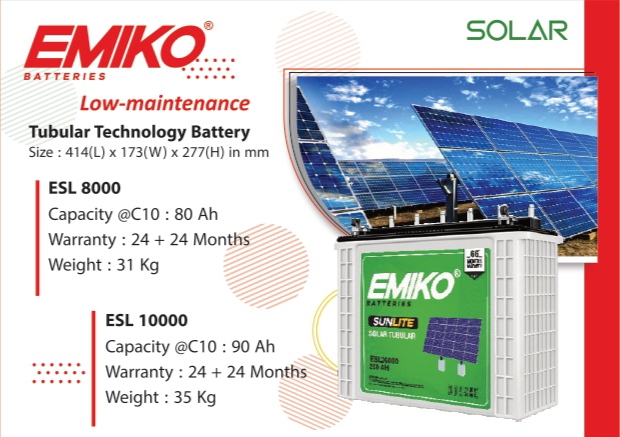 EMIKO®
BATTERIES
SOLAR
Low-maintenance
Tubular Technology Battery
Size : 414(L) x 173(W) x 277(H) in mm
ESL 8000
Capacity @C10 : 80 Ah
Warranty : 24 + 24 Months
Weight : 31 Kg
ESL 10000
Capacity @C10 : 90 Ah
Warranty : 24 + 24 Months
Weight : 35 Kg
EMIKO®
BATTERIES
SUNLITE
SOLAR TUBULAR
MONTHS
WARRANTY